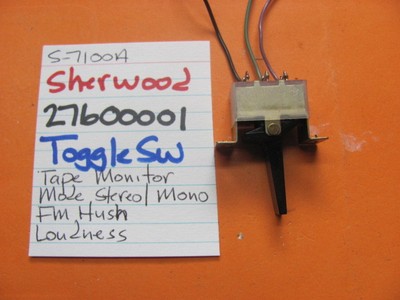 S-7100A
Sherwood
27600001
Toggle Sw
Tape Monitor
Mode Stereo/Mono
FM Hush
Loudness